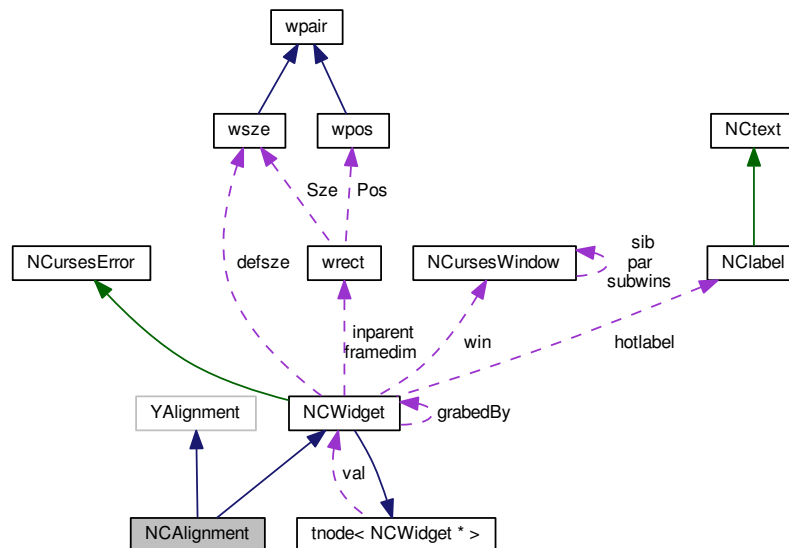 wpair
wsze
wpos
NCtext
Sze
Pos
NCursesError
defsze
wrect
NCursesWindow
sib
par
subwins
NClabel
inparent
framedim
win
hotlabel
YAlignment
NCWidget
grabedBy
val
NCAlignment
tnode< NCWidget * >